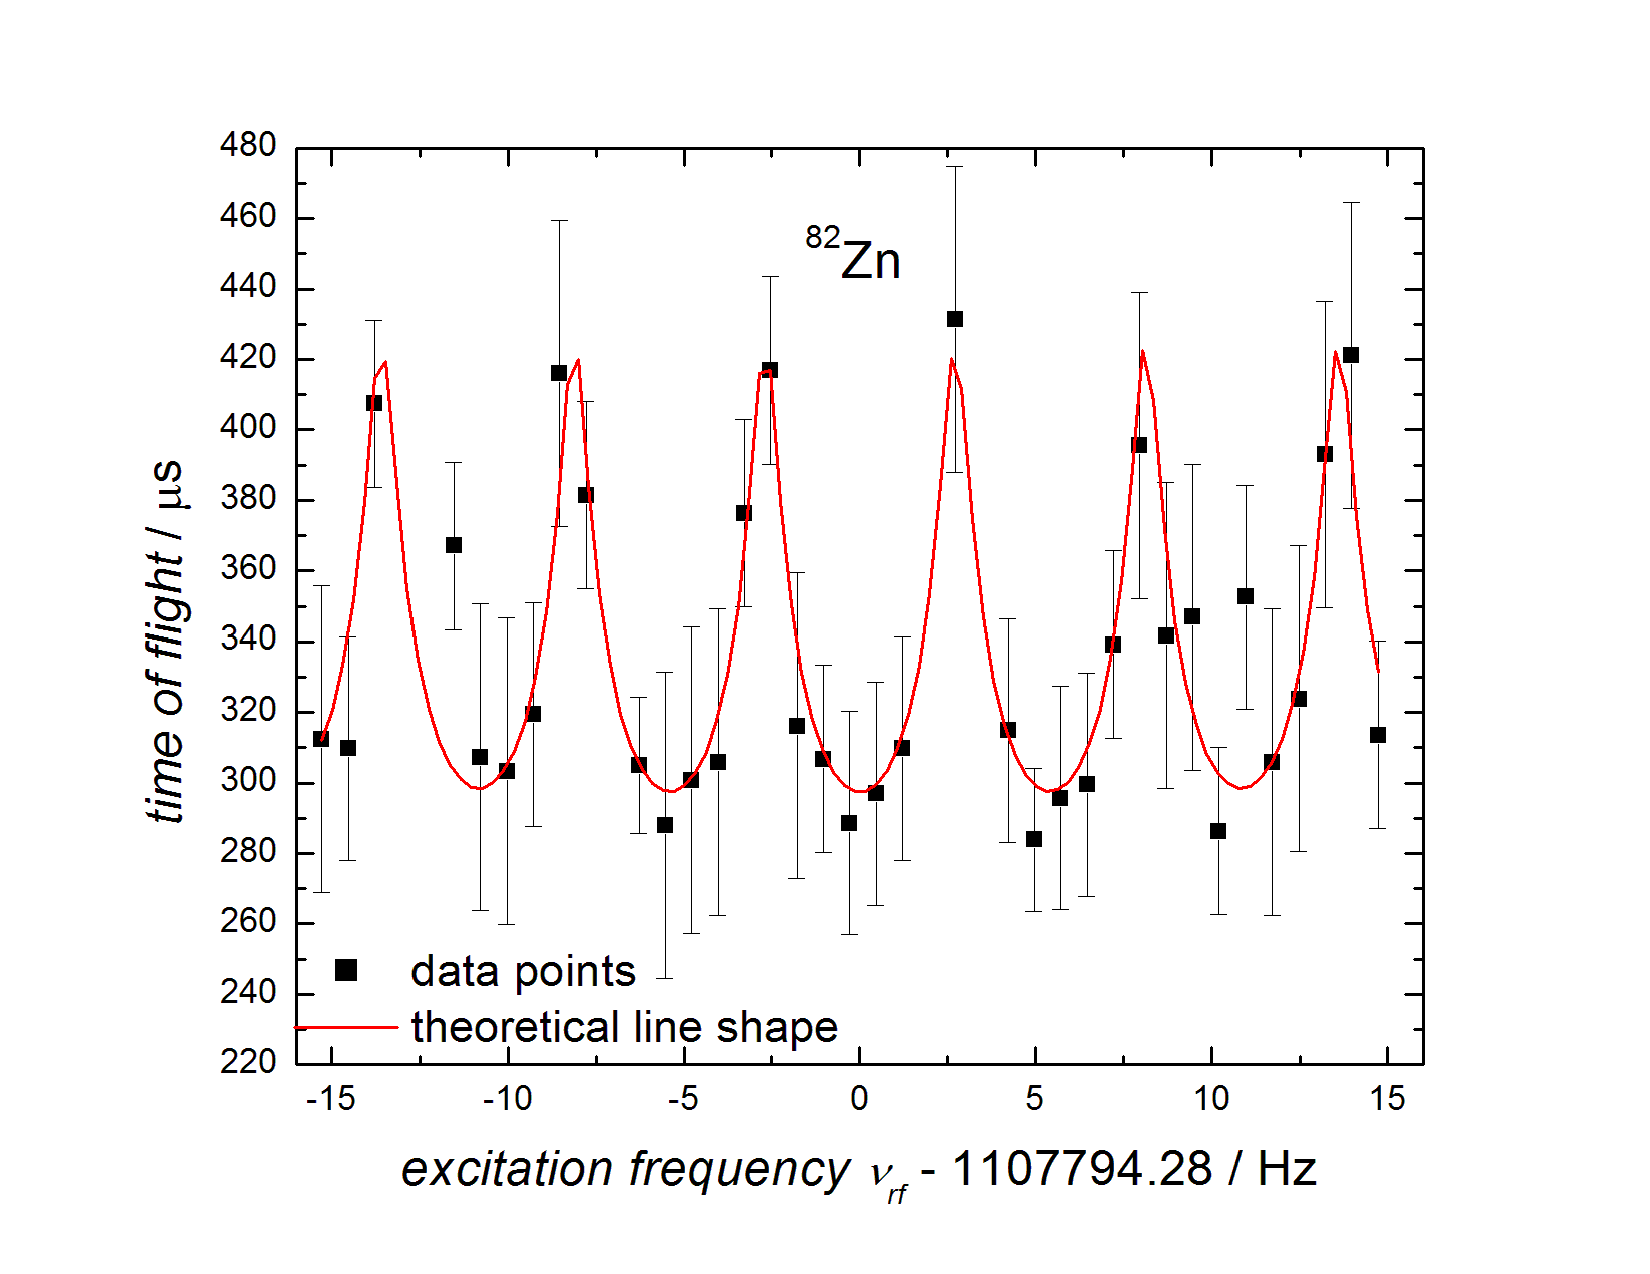 480
460
440
420
400
380
360
340
320
300
280
260
240
220
time of flight / μs
82Zn
data points
theoretical line shape
-15 -10 -5 0 5 10 15
excitation frequency νrf - 1107794.28 / Hz